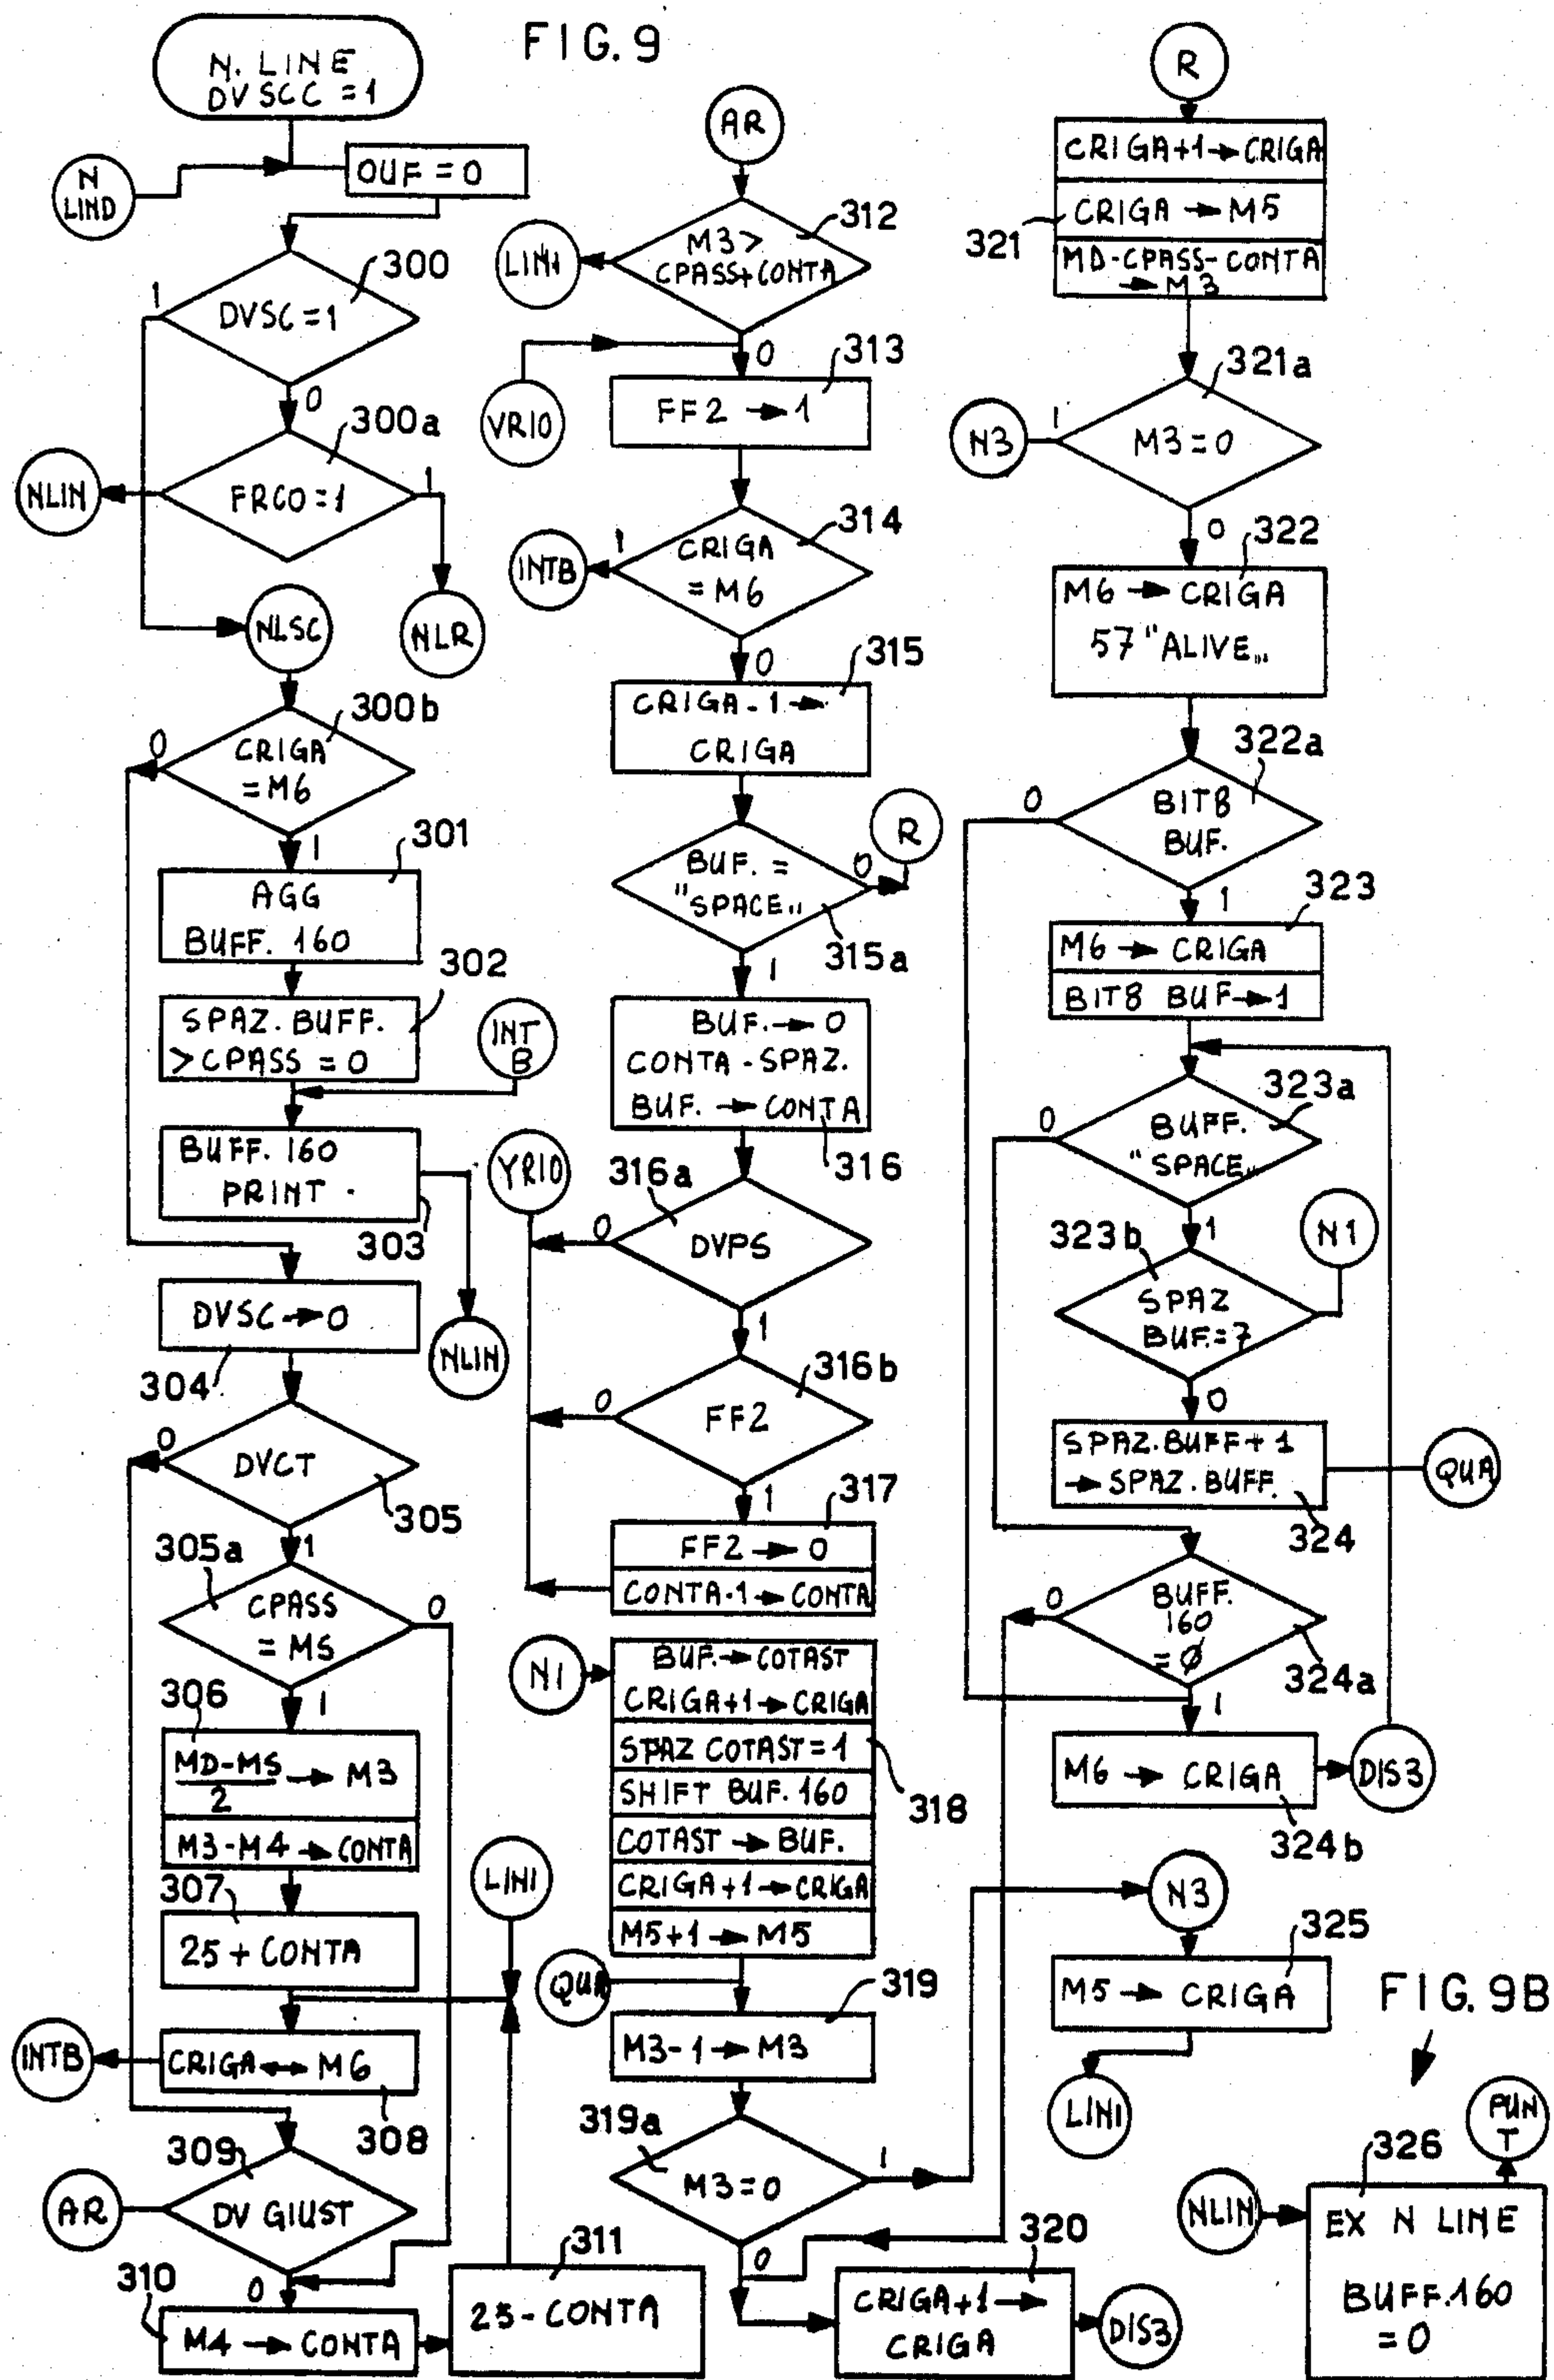 FIG. 9
N. LINE
DVSCC = 1
N
LIND
OUF = 0
300
1
DVSC = 1
0
300a
NLIN
FRCO = 1
1
NLSC
NLR
300b
0
CRIGA
= M6
1
301
AGG
BUFF. 160
302
SPAZ. BUFF.
> CPASS = 0
INT
B
BUFF. 160
PRINT .
303
DVSC → 0
304
NLIN
0
DVCT
305
1
305a
CPASS
= MS
0
1
306
MD-MS
2
→ M3
M3-M4 → CONTA
307
25 + CONTA
LIN1
INTB
CRIGA ↔ M6
308
309
AR
DV GIUST
0
310
M4 → CONTA
311
25 - CONTA
AR
312
LIN1
M3 >
CPASS+CONTA
0
VR10
313
FF2 → 1
314
INTB
1
CRIGA
= M6
0
315
CRIGA - 1 →
CRIGA
R
BUF. =
"SPACE„
0
315a
1
BUF. → 0
CONTA - SPAZ.
BUF. → CONTA
316
YR10
316a
0
DVPS
1
316b
0
FF2
1
317
FF2 → 0
CONTA-1 → CONTA
N1
BUF. → COTAST
CRIGA+1 → CRIGA
SPAZ COTAST = 1
SHIFT BUF. 160
318
COTAST → BUF.
CRIGA+1 → CRIGA
M5+1 → M5
QUA
319
M3-1 → M3
319a
M3 = 0
1
0
320
CRIGA+1 →
CRIGA
DIS3
R
CRIGA+1 → CRIGA
321
CRIGA → M5
MD-CPASS-CONTA
→ M3
321a
N3
1
M3 = 0
0
322
M6 → CRIGA
57 "ALIVE„
322a
0
BIT8
BUF.
1
323
M6 → CRIGA
BIT8 BUF → 1
323a
0
BUFF.
"SPACE„
1
323b
N1
SPAZ
BUF. = 7
0
SPAZ.BUFF + 1
→ SPAZ.BUFF.
QUA
324
0
BUFF.
160
= Ø
324a
1
M6 → CRIGA
DIS3
324b
N3
325
M5 → CRIGA
LIN1
FIG. 9B
PUN
T
326
NLIN
EX N LINE
BUFF.160
= 0